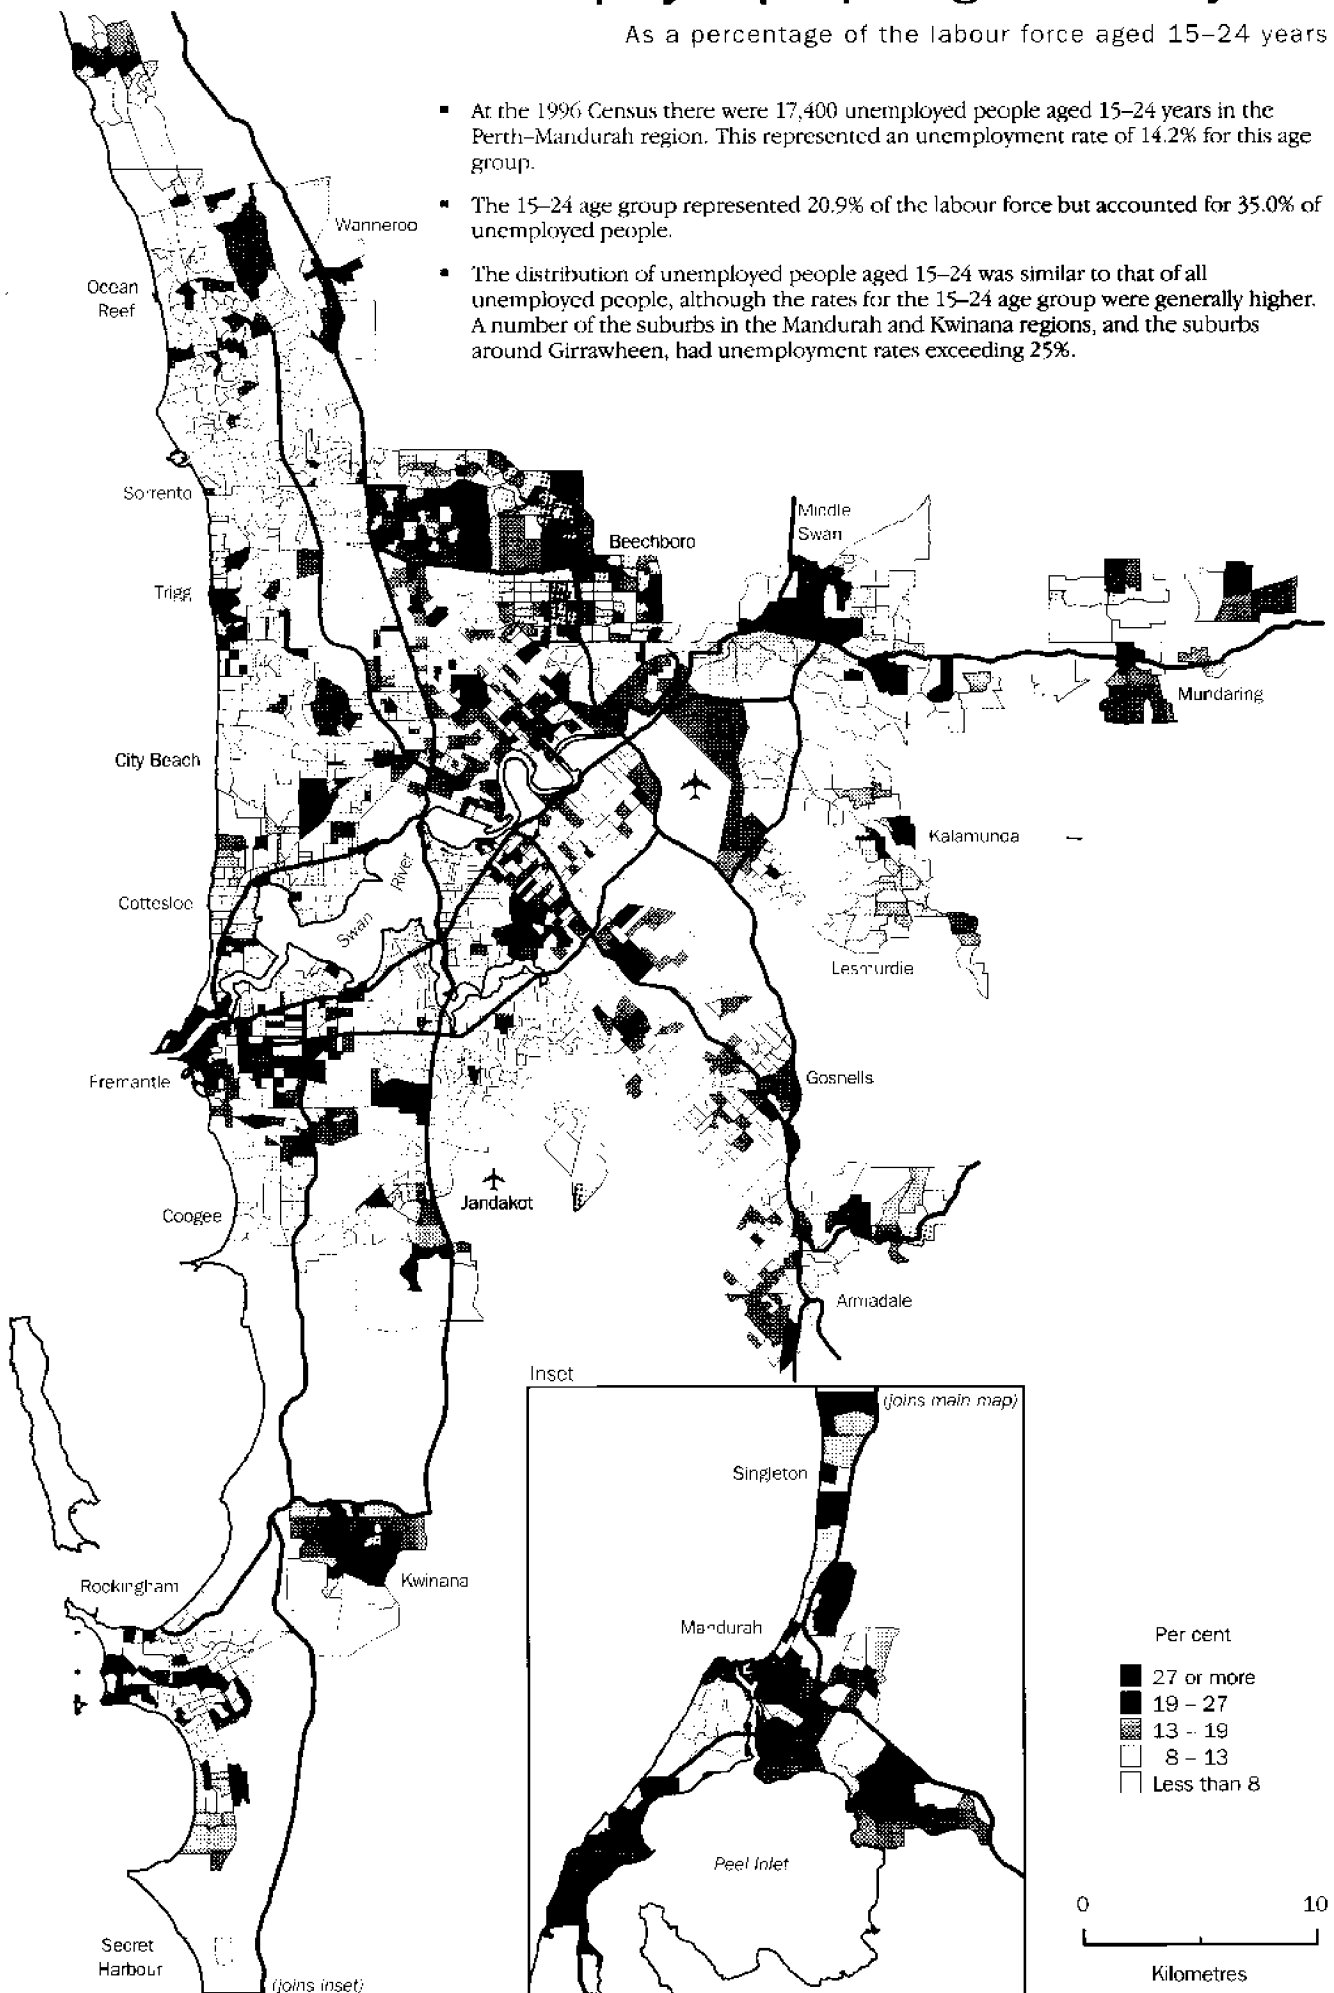 As a percentage of the labour force aged 15–24 years
▪ At the 1996 Census there were 17,400 unemployed people aged 15–24 years in the
Perth–Mandurah region. This represented an unemployment rate of 14.2% for this age
group.
▪ The 15–24 age group represented 20.9% of the labour force but accounted for 35.0% of
unemployed people.
▪ The distribution of unemployed people aged 15–24 was similar to that of all
unemployed people, although the rates for the 15–24 age group were generally higher.
A number of the suburbs in the Mandurah and Kwinana regions, and the suburbs
around Girrawheen, had unemployment rates exceeding 25%.
Wanneroo
Ocean
Reef
Sorrento
Middle
Swan
Beechboro
Trigg
Mundaring
City Beach
Kalamunda
Cottesloe
Swan River
Lesmurdie
Fremantle
Gosnells
Jandakot
Coogee
Armadale
Inset
(joins main map)
Singleton
Rockingham
Kwinana
Mandurah
Per cent
27 or more
19 – 27
13 – 19
8 – 13
Less than 8
Peel Inlet
0 10
Kilometres
Secret
Harbour
(joins inset)